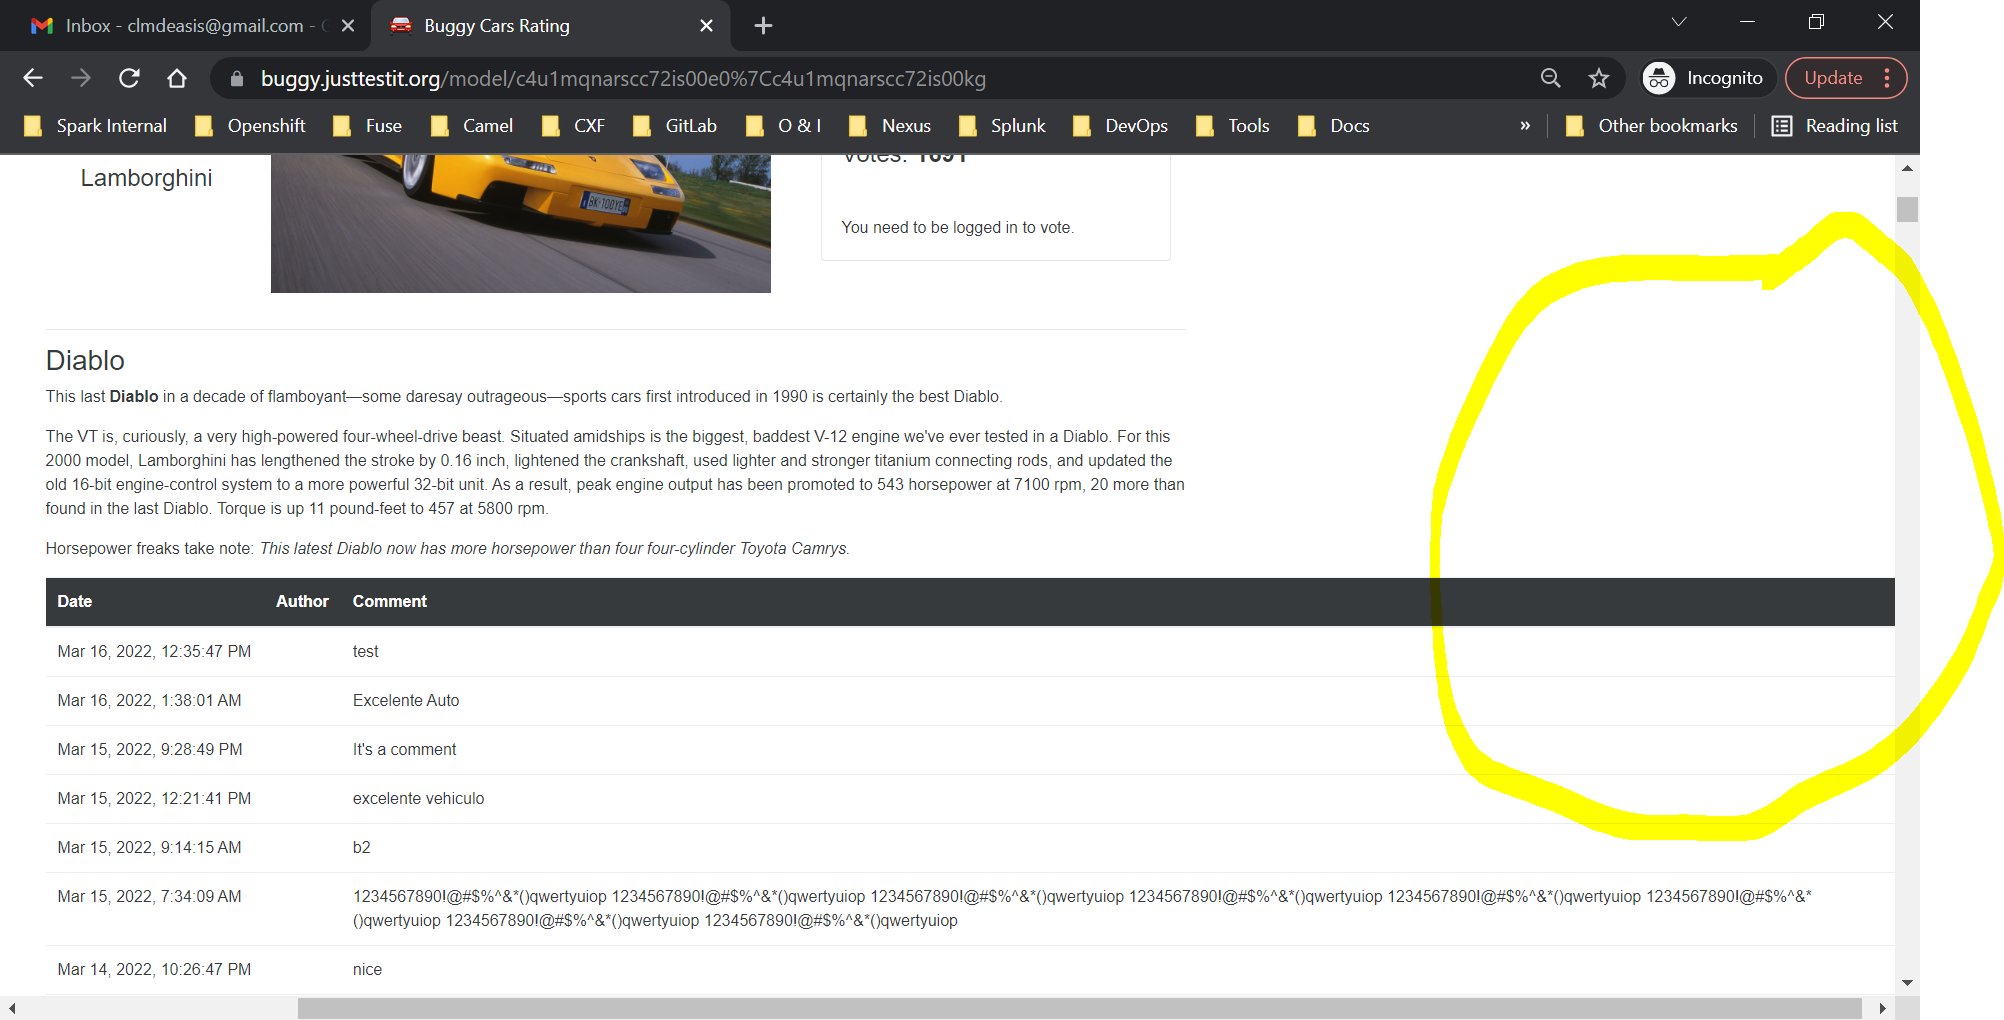 Inbox - clmdeasis@gmail.com -
Buggy Cars Rating
buggy.justtestit.org/model/c4u1mqnarscc72is00e0%7Cc4u1mqnarscc72is00kg
Incognito
Update
Spark Internal
Openshift
Fuse
Camel
CXF
GitLab
O & I
Nexus
Splunk
DevOps
Tools
Docs
»
Other bookmarks
Reading list
Lamborghini
Votes: 1691
You need to be logged in to vote.
Diablo
This last Diablo in a decade of flamboyant—some daresay outrageous—sports cars first introduced in 1990 is certainly the best Diablo.
The VT is, curiously, a very high-powered four-wheel-drive beast. Situated amidships is the biggest, baddest V-12 engine we've ever tested in a Diablo. For this
2000 model, Lamborghini has lengthened the stroke by 0.16 inch, lightened the crankshaft, used lighter and stronger titanium connecting rods, and updated the
old 16-bit engine-control system to a more powerful 32-bit unit. As a result, peak engine output has been promoted to 543 horsepower at 7100 rpm, 20 more than
found in the last Diablo. Torque is up 11 pound-feet to 457 at 5800 rpm.
Horsepower freaks take note: This latest Diablo now has more horsepower than four four-cylinder Toyota Camrys.
Date Author Comment
Mar 16, 2022, 12:35:47 PM test
Mar 16, 2022, 1:38:01 AM Excelente Auto
Mar 15, 2022, 9:28:49 PM It's a comment
Mar 15, 2022, 12:21:41 PM excelente vehiculo
Mar 15, 2022, 9:14:15 AM b2
Mar 15, 2022, 7:34:09 AM 1234567890!@#$%^&*()qwertyuiop 1234567890!@#$%^&*()qwertyuiop 1234567890!@#$%^&*()qwertyuiop 1234567890!@#$%^&*()qwertyuiop 1234567890!@#$%^&*()qwertyuiop 1234567890!@#$%^&*
()qwertyuiop 1234567890!@#$%^&*()qwertyuiop 1234567890!@#$%^&*()qwertyuiop
Mar 14, 2022, 10:26:47 PM nice